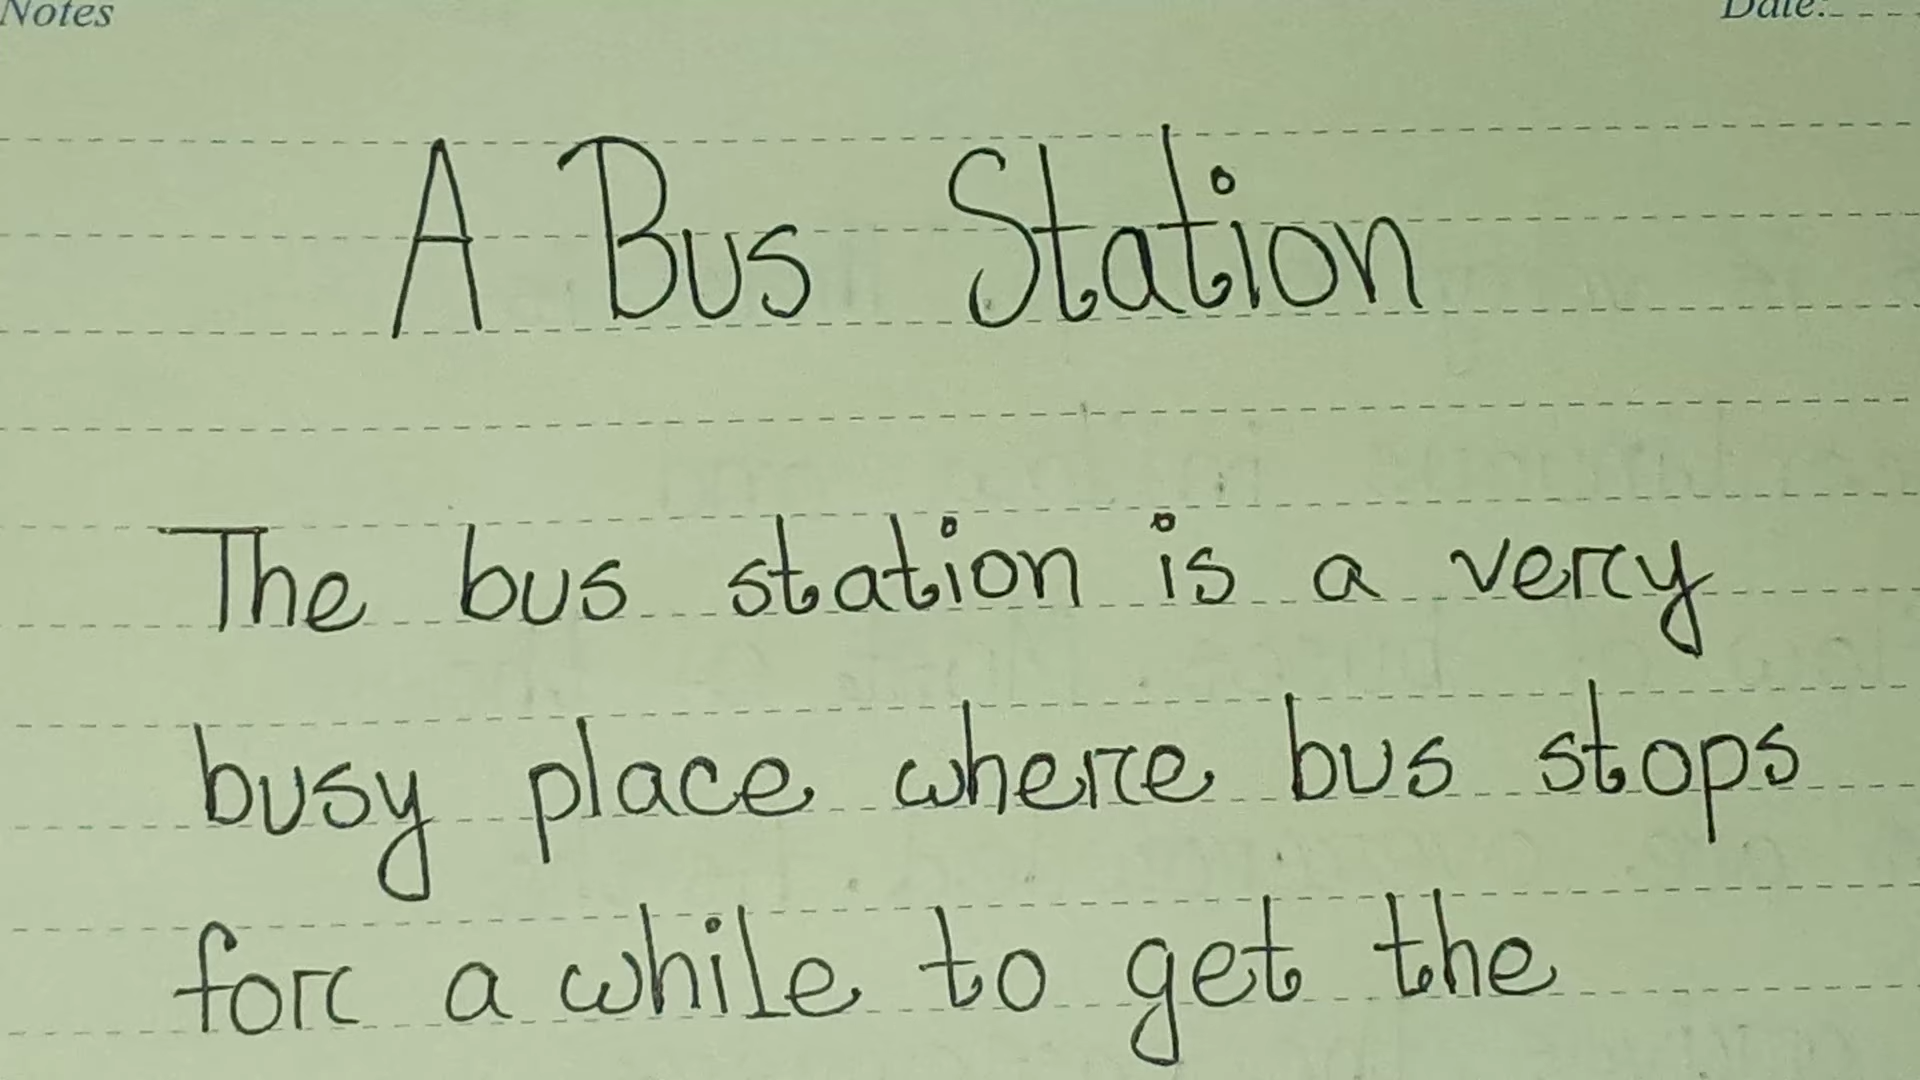 Notes Date:
A Bus Station
The bus station is a very
busy place where bus stops
for a while to get the